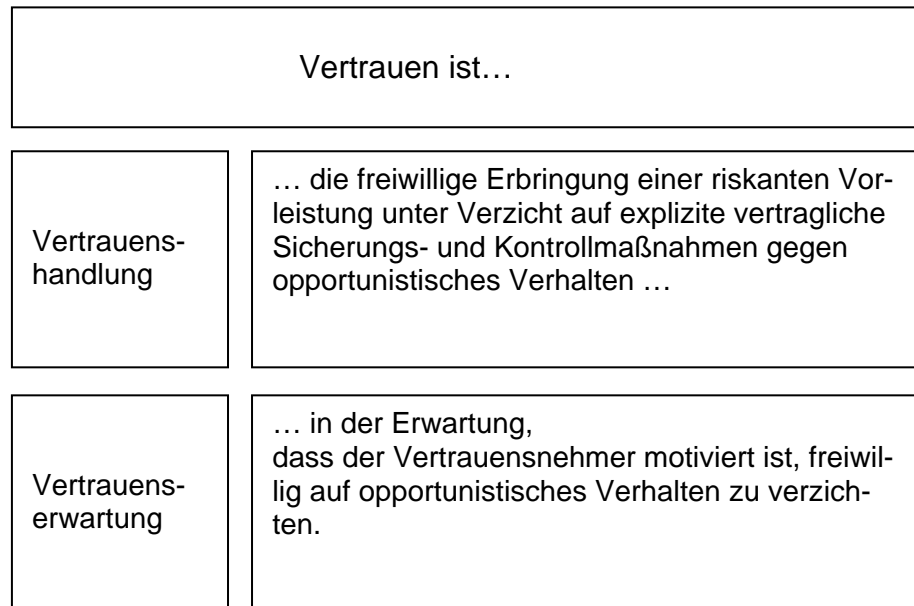 Vertrauen ist…
Vertrauens-
handlung
… die freiwillige Erbringung einer riskanten Vor-
leistung unter Verzicht auf explizite vertragliche
Sicherungs- und Kontrollmaßnahmen gegen
opportunistisches Verhalten …
Vertrauens-
erwartung
… in der Erwartung,
dass der Vertrauensnehmer motiviert ist, freiwil-
lig auf opportunistisches Verhalten zu verzich-
ten.